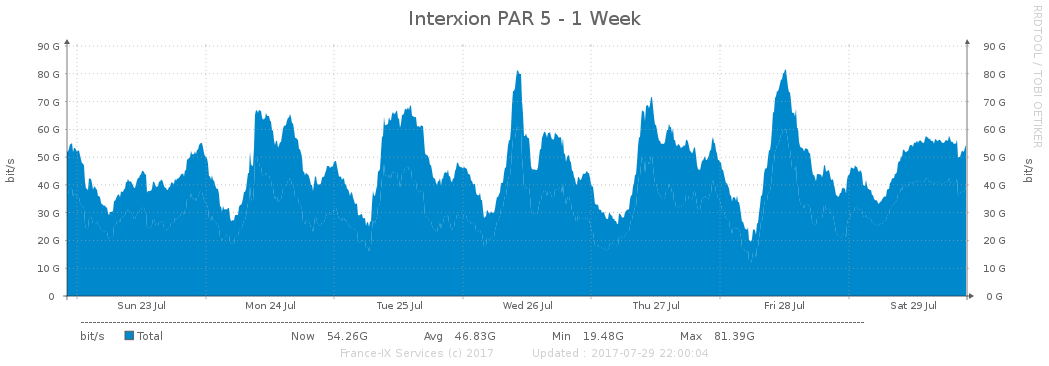 Interxion PAR 5 - 1 Week
RRDTOOL / TOBI OETIKER
bit/s
bit/s
90 G 90 G
80 G 80 G
70 G 70 G
60 G 60 G
50 G 50 G
40 G 40 G
30 G 30 G
20 G 20 G
10 G 10 G
0 0 G
Sun 23 Jul Mon 24 Jul Tue 25 Jul Wed 26 Jul Thu 27 Jul Fri 28 Jul Sat 29 Jul
bit/s Total Now 54.26G Avg 46.83G Min 19.48G Max 81.39G
France-IX Services (c) 2017 Updated : 2017-07-29 22:00:04